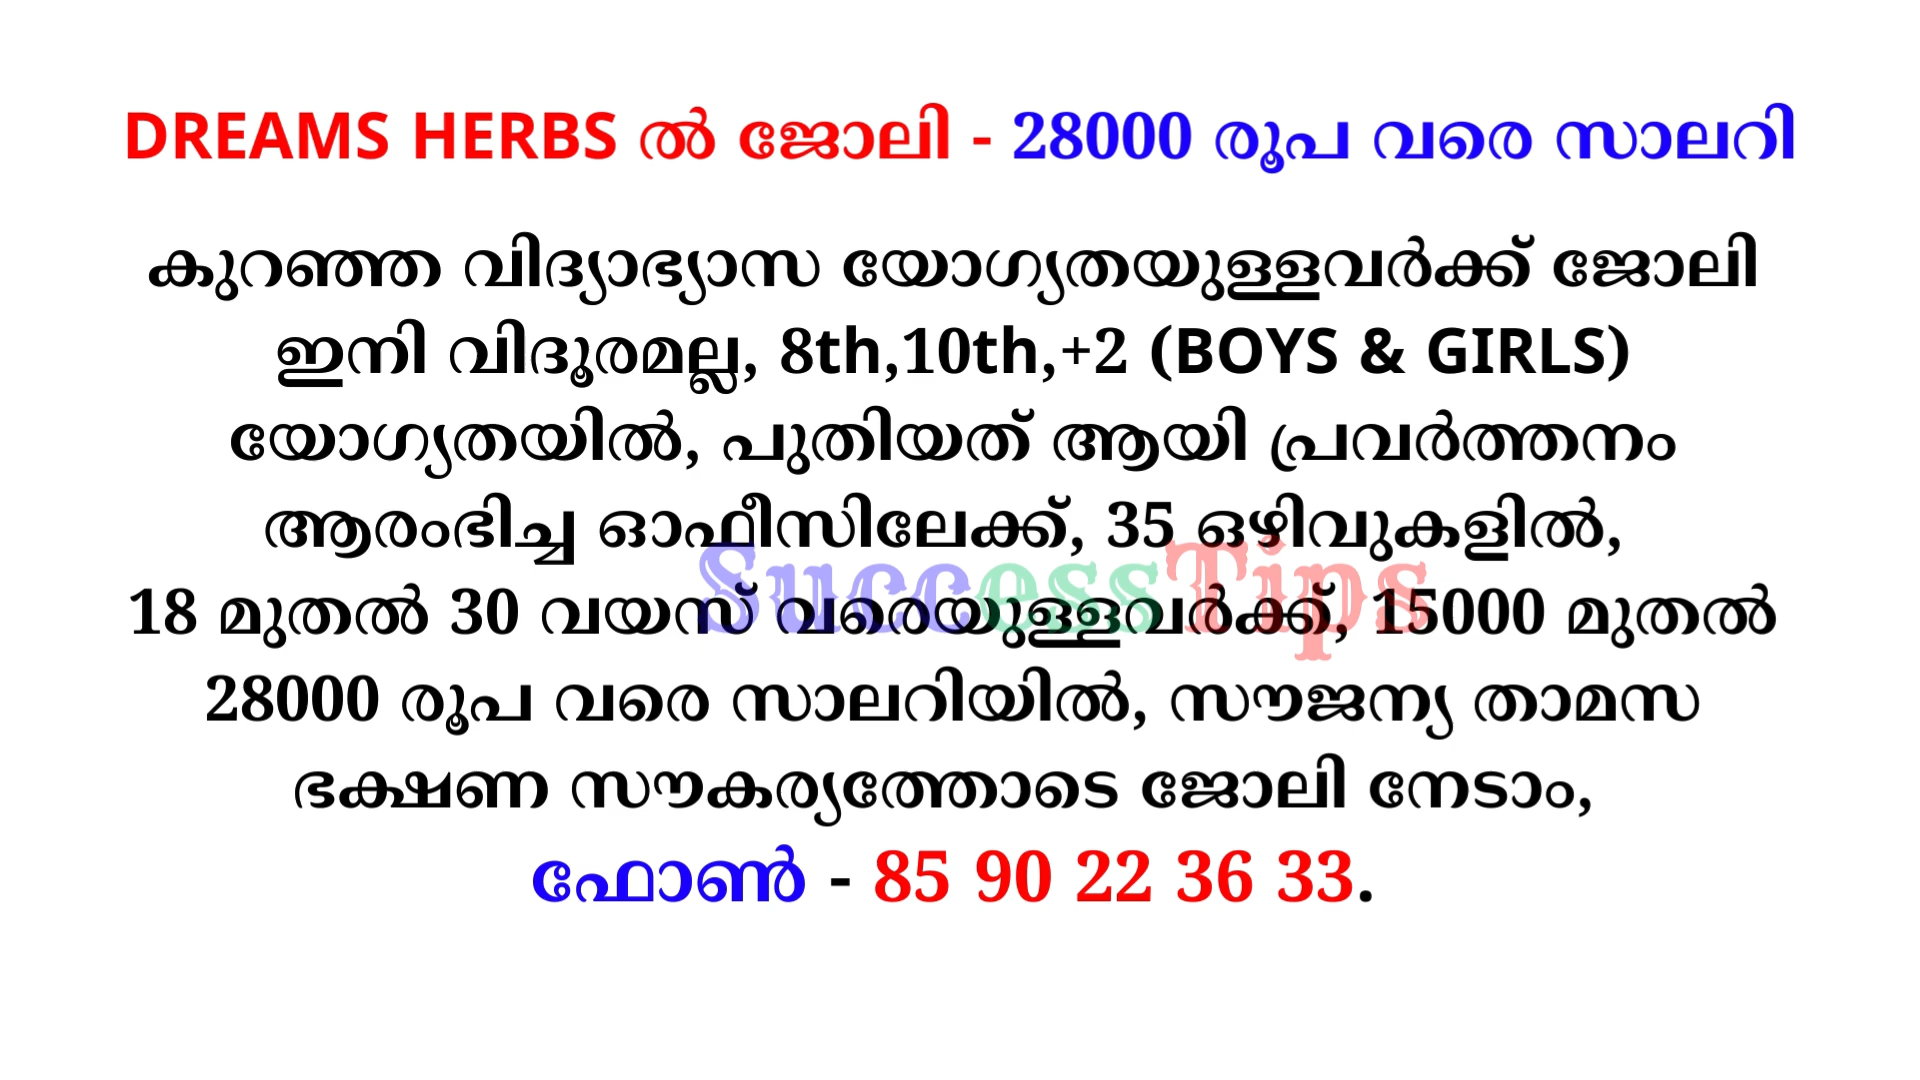 DREAMS HERBS ൽ ജോലി - 28000 രൂപ വരെ സാലറി
കുറഞ്ഞ വിദ്യാഭ്യാസ യോഗ്യതയുള്ളവർക്ക് ജോലി
ഇനി വിദൂരമല്ല, 8th,10th,+2 (BOYS & GIRLS)
യോഗ്യതയിൽ, പുതിയത് ആയി പ്രവർത്തനം
ആരംഭിച്ച ഓഫീസിലേക്ക്, 35 ഒഴിവുകളിൽ,
SuccessTips
18 മുതൽ 30 വയസ് വരെയുള്ളവർക്ക്, 15000 മുതൽ
28000 രൂപ വരെ സാലറിയിൽ, സൗജന്യ താമസ
ഭക്ഷണ സൗകര്യത്തോടെ ജോലി നേടാം,
ഫോൺ - 85 90 22 36 33.